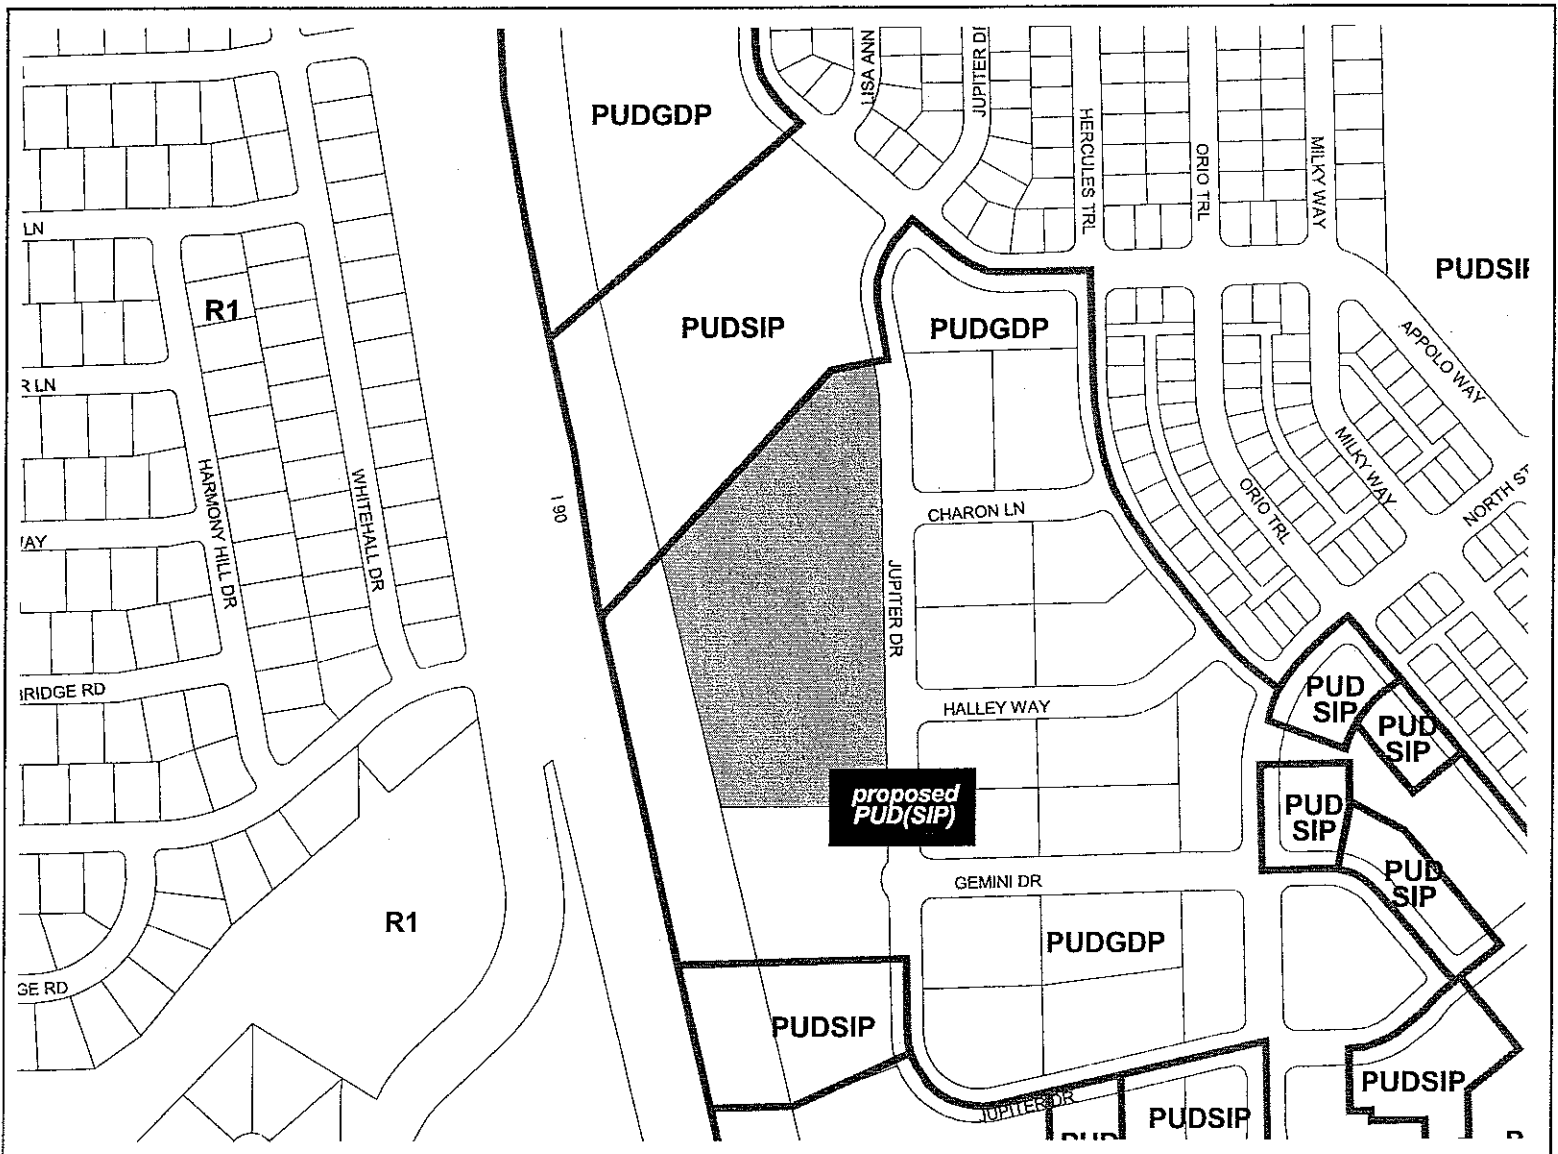 PUDGDP
LISA ANN
JUPITER DR
HERCULES TRL
ORIO TRL
MILKY WAY
PUDSIP
LN
R1
PUDSIP
PUDGDP
APPOLO WAY
R LN
HARMONY HILL DR
WHITEHALL DR
I 90
CHARON LN
ORIO TRL
MILKY WAY
NORTH ST
JUPITER DR
BRIDGE RD
HALLEY WAY
PUD
SIP
PUD
SIP
proposed
PUD(SIP)
PUD
SIP
GEMINI DR
PUD
SIP
R1
PUDGDP
GE RD
PUDSIP
JUPITER DR
PUDSIP
PUDSIP
PUD